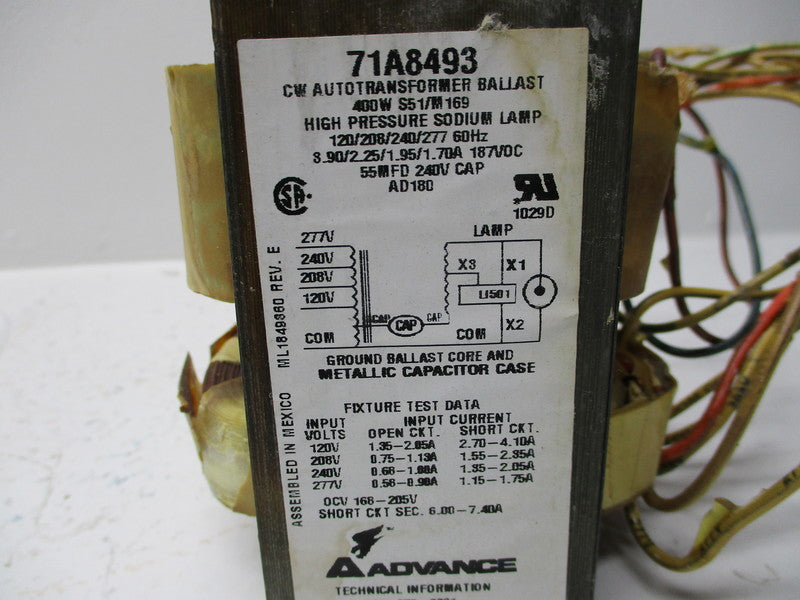 71A8493
CW AUTOTRANSFORMER BALLAST
400W S51/M169
HIGH PRESSURE SODIUM LAMP
120/208/240/277 60Hz
3.90/2.25/1.95/1.70A 187VOC
55MFD 240V CAP
AD180
1029D
277V
240V
208V
120V
COM
CAP
CAP
CAP
LAMP
X3
X1
LI501
COM
X2
GROUND BALLAST CORE AND
METALLIC CAPACITOR CASE
ASSEMBLED IN MEXICO ML1849860 REV. E
FIXTURE TEST DATA
INPUT VOLTS INPUT CURRENT
OPEN CKT. SHORT CKT.
120V 1.35-2.05A 2.70-4.10A
208V 0.75-1.13A 1.55-2.35A
240V 0.68-1.00A 1.35-2.05A
277V 0.58-0.90A 1.15-1.75A
OCV 168-205V
SHORT CKT SEC. 6.00-7.40A
ADVANCE
TECHNICAL INFORMATION